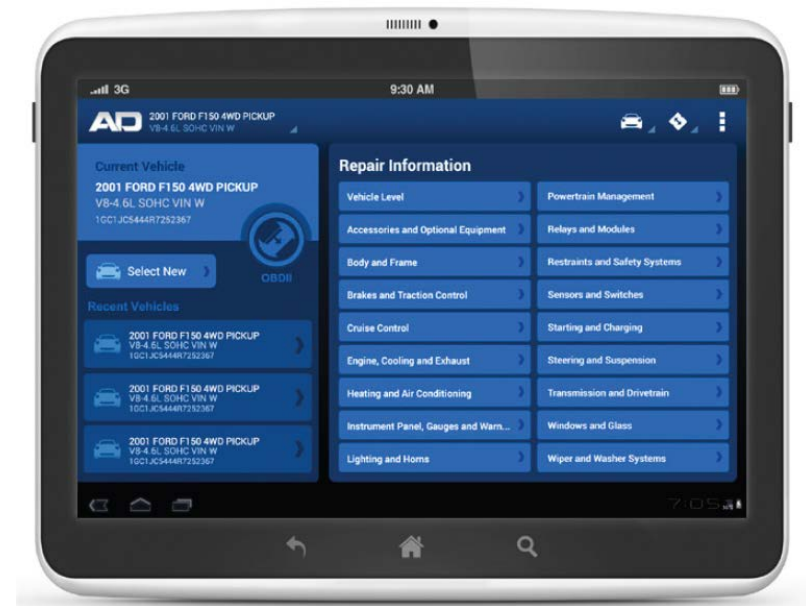 3G
9:30 AM
AD
2001 FORD F150 4WD PICKUP
V8-4.6L SOHC VIN W
Current Vehicle
2001 FORD F150 4WD PICKUP
V8-4.6L SOHC VIN W
1GC1JC5444R7252367
OBDII
Select New
Recent Vehicles
2001 FORD F150 4WD PICKUP
V8-4.6L SOHC VIN W
1GC1JC5444R7252367
2001 FORD F150 4WD PICKUP
V8-4.6L SOHC VIN W
1GC1JC5444R7252367
2001 FORD F150 4WD PICKUP
V8-4.6L SOHC VIN W
1GC1JC5444R7252367
Repair Information
Vehicle Level
Powertrain Management
Accessories and Optional Equipment
Relays and Modules
Body and Frame
Restraints and Safety Systems
Brakes and Traction Control
Sensors and Switches
Cruise Control
Starting and Charging
Engine, Cooling and Exhaust
Steering and Suspension
Heating and Air Conditioning
Transmission and Drivetrain
Instrument Panel, Gauges and Warn...
Windows and Glass
Lighting and Horns
Wiper and Washer Systems
7:05